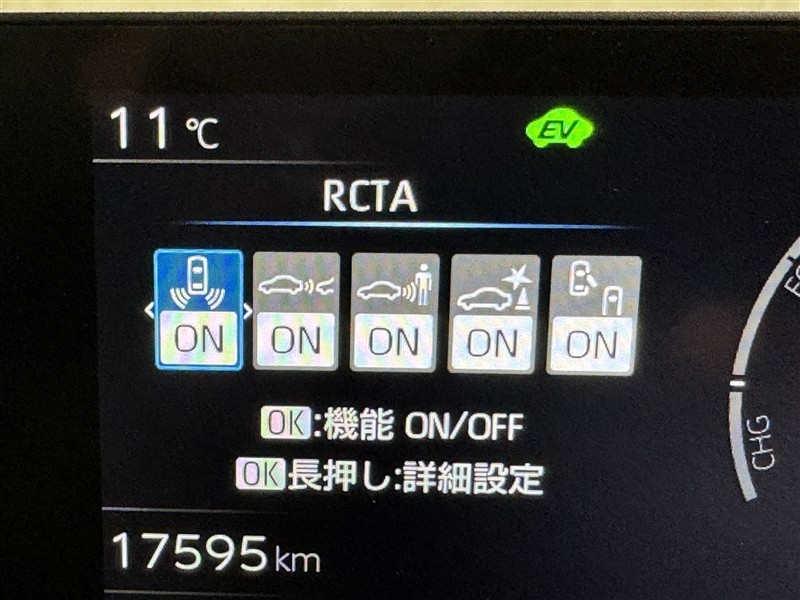 11℃
EV
RCTA
ON ON ON ON ON
OK:機能 ON/OFF
OK長押し:詳細設定
CHG
17595km